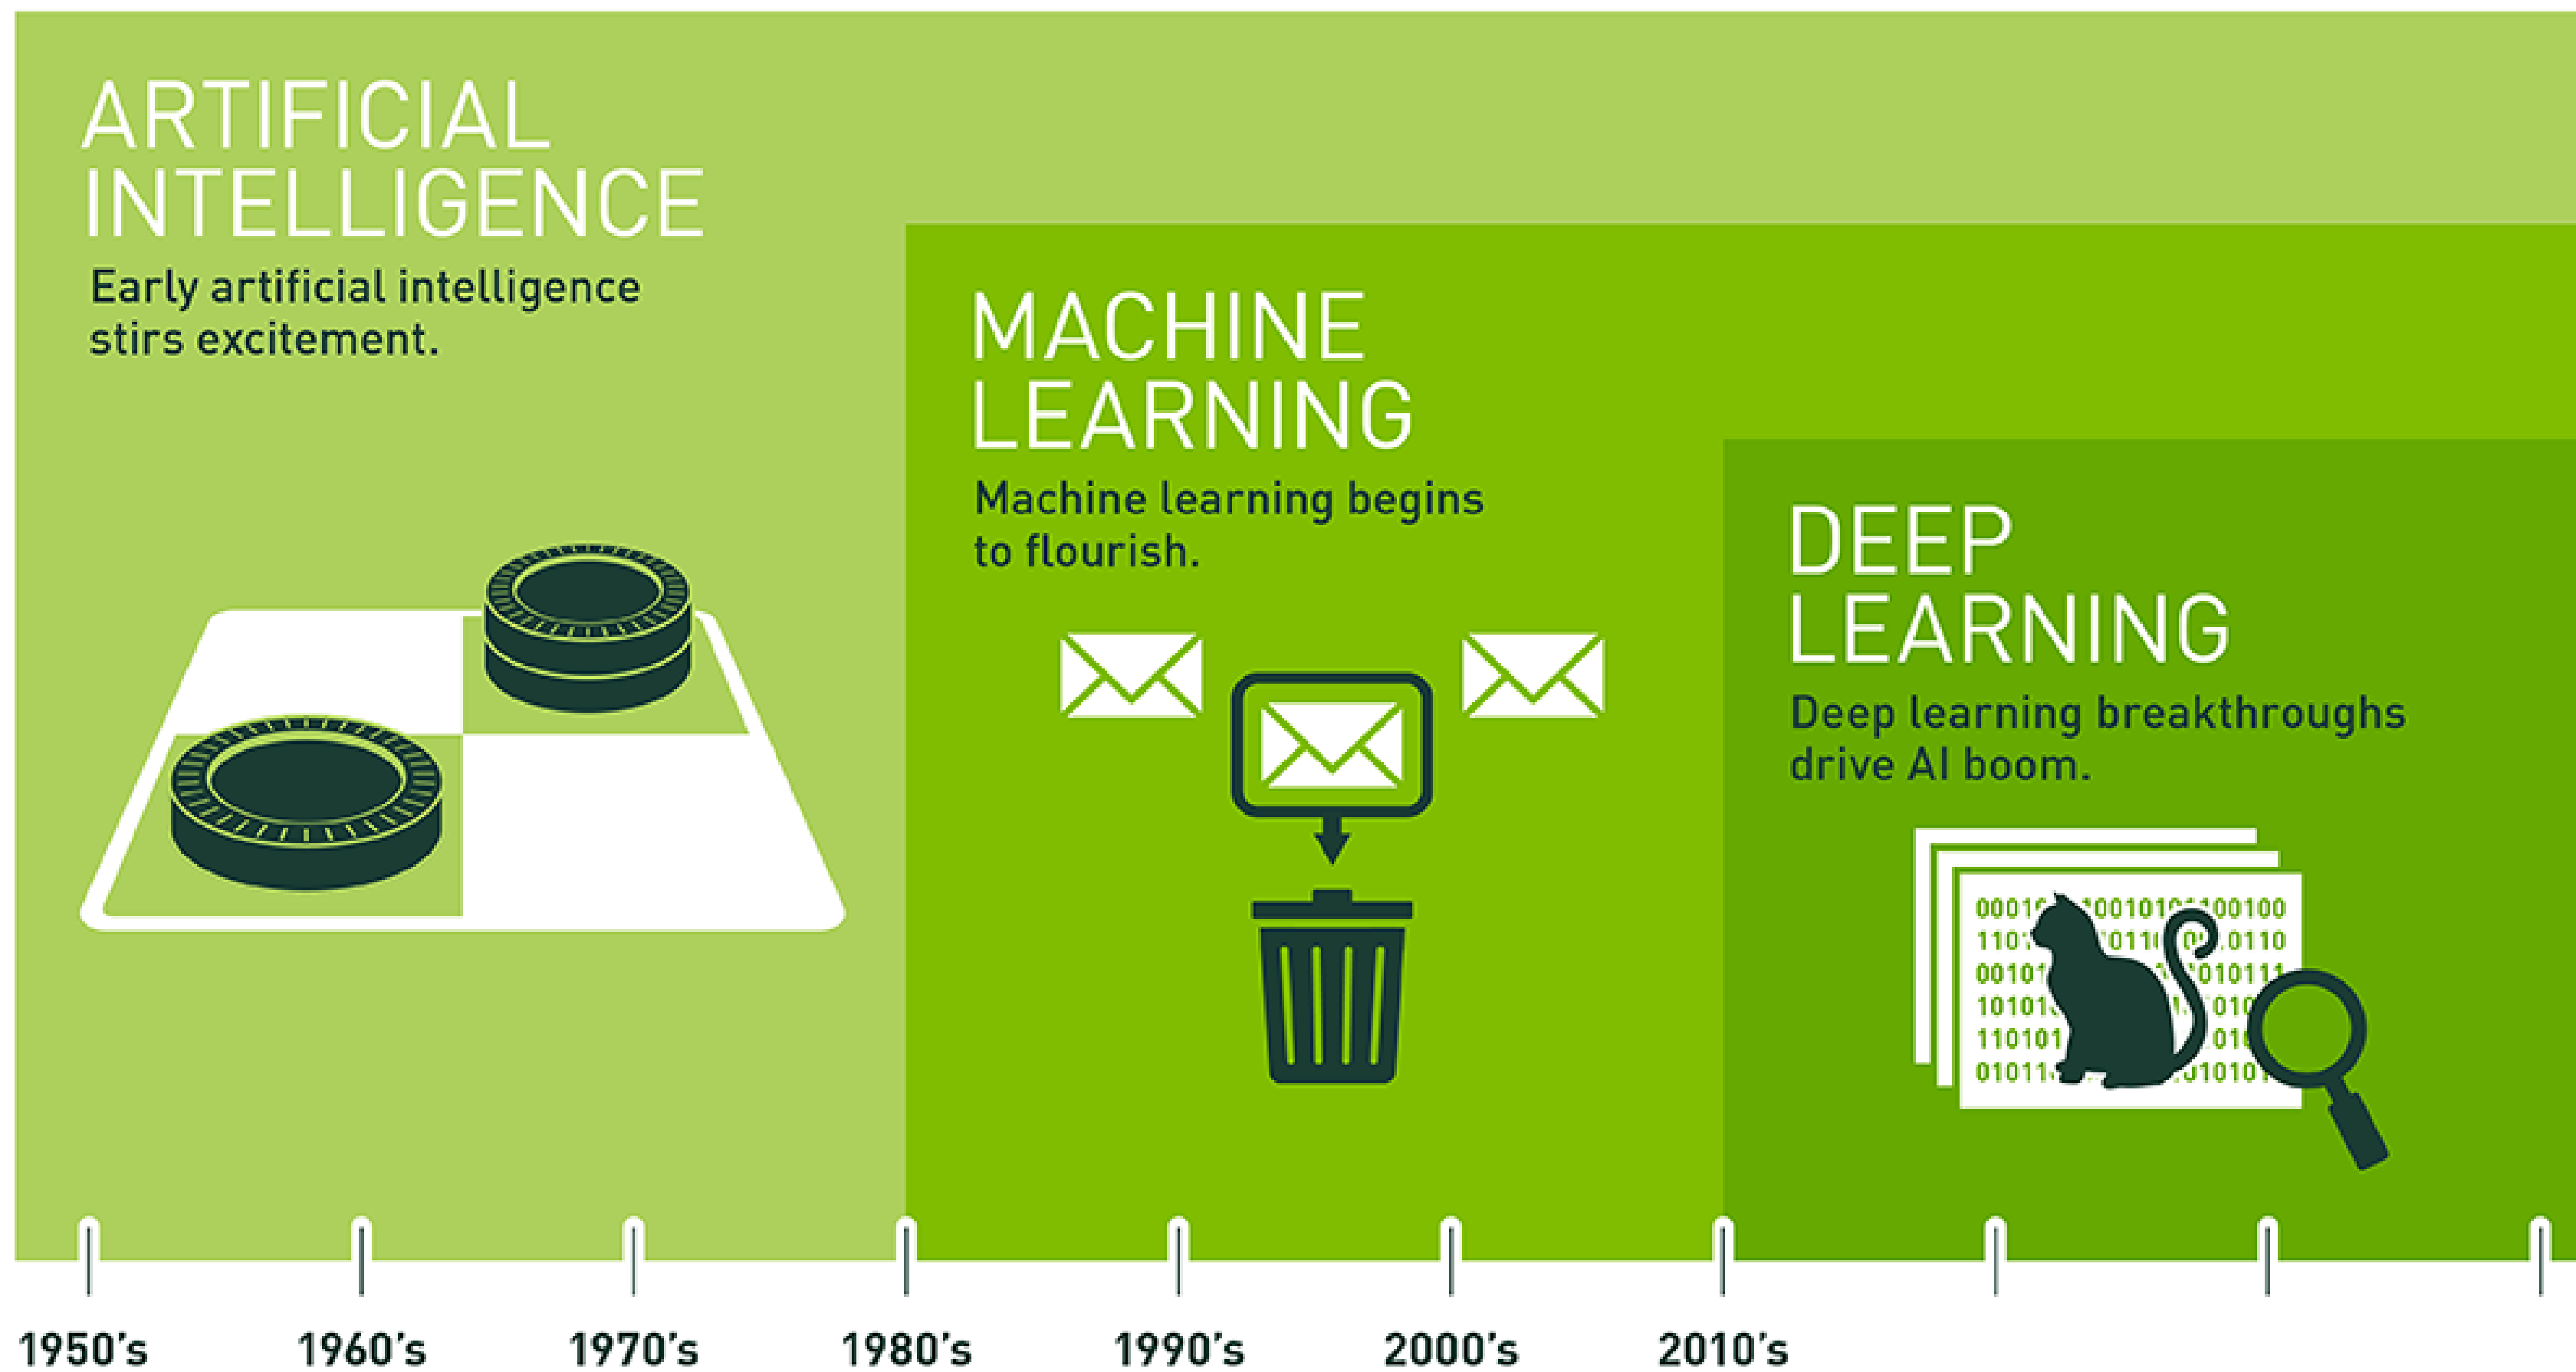 ARTIFICIAL
INTELLIGENCE
Early artificial intelligence
stirs excitement.
MACHINE
LEARNING
Machine learning begins
to flourish.
DEEP
LEARNING
Deep learning breakthroughs
drive AI boom.
1950's
1960's
1970's
1980's
1990's
2000's
2010's